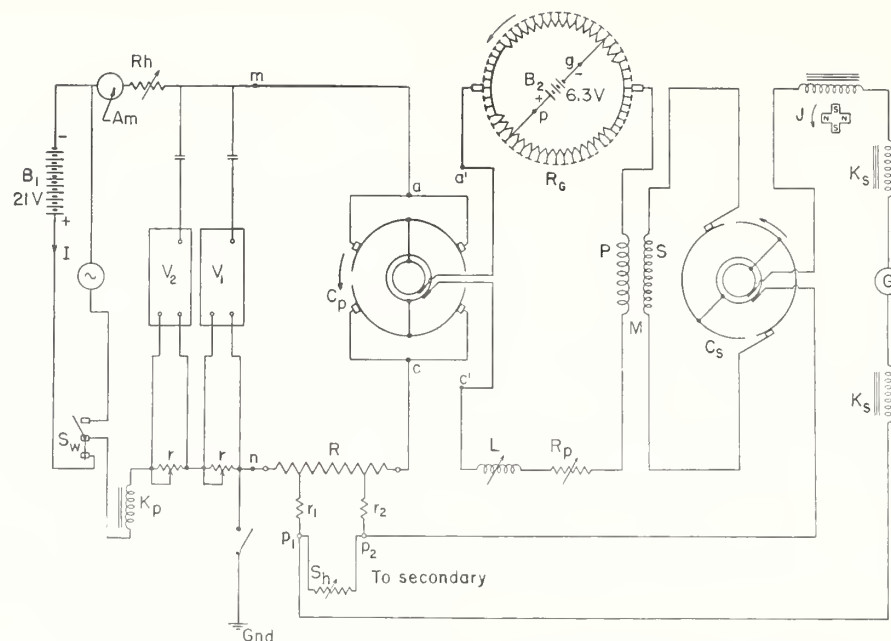 Rh
m
Am
B1
21 V
-
+
I
V2
V1
Sw
Kp
r
r
n
Gnd
a
Cp
c
R
r1
r2
p1
p2
Sh
To secondary
g
-
B2
+
6.3V
p
RG
a'
c'
L
Rp
P
S
M
Cs
J
S
N
N
S
Ks
G
Ks